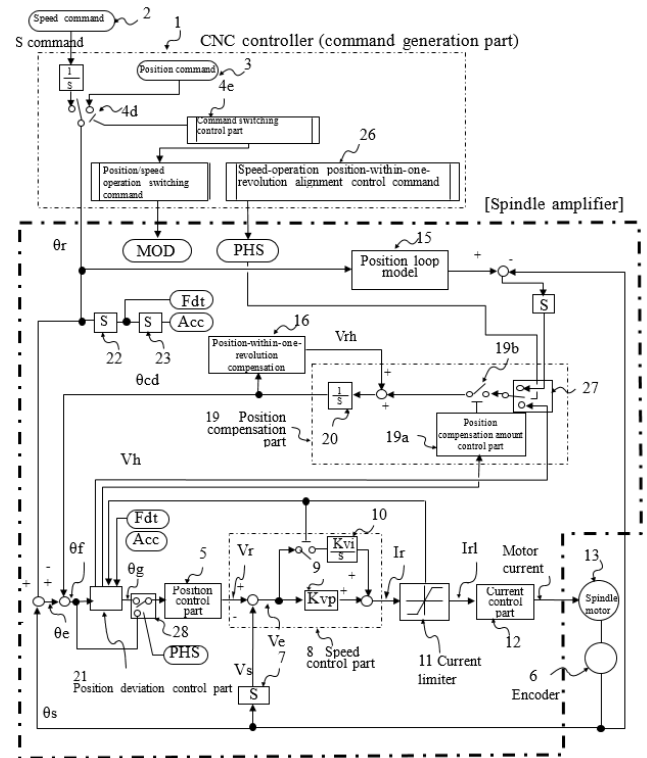 Speed command
2
S command
1
CNC controller (command generation part)
1
S
Position command
3
4e
4d
Command switching
control part
26
Position/speed
operation switching
command
Speed-operation position-within-one-
revolution alignment control command
[Spindle amplifier]
θr
MOD
PHS
15
Position loop
model
+
-
S
Fdt
S
S
Acc
22
23
16
Position-within-one-
revolution
compensation
Vrh
19b
+
27
θcd
1
S
+
19 Position
compensation
part
20
19a
Position
compensation amount
control part
Vh
10
Fdt
Acc
Kvi
s
θf
θg
5
Vr
9
Ir
Irl
Motor
current
13
+
-
+
Position control
part
+
-
Kvp
+
+
Current
control part
Spindle
motor
θe
28
Ve
12
PHS
Vs
7
8 Speed
control part
11 Current
limiter
6
Encoder
21
Position deviation control part
S
θs